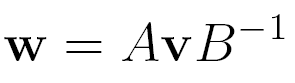 𝐰 = A𝐯B⁻¹